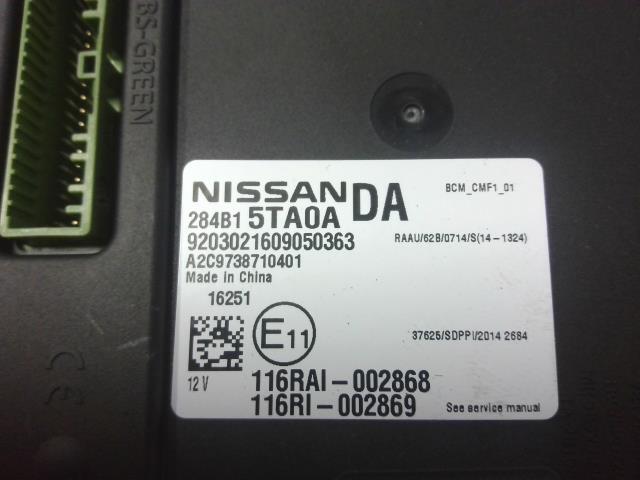 BS-GREEN
NISSAN DA BCM_CMF1_01
284B1 5TA0A
9203021609050363 RAAU/62B/0714/S(14-1324)
A2C9738710401
Made in China
16251
E11 37625/SDPPI/2014 2684
12 V 116RAI-002868
116RI-002869 See service manual
CE